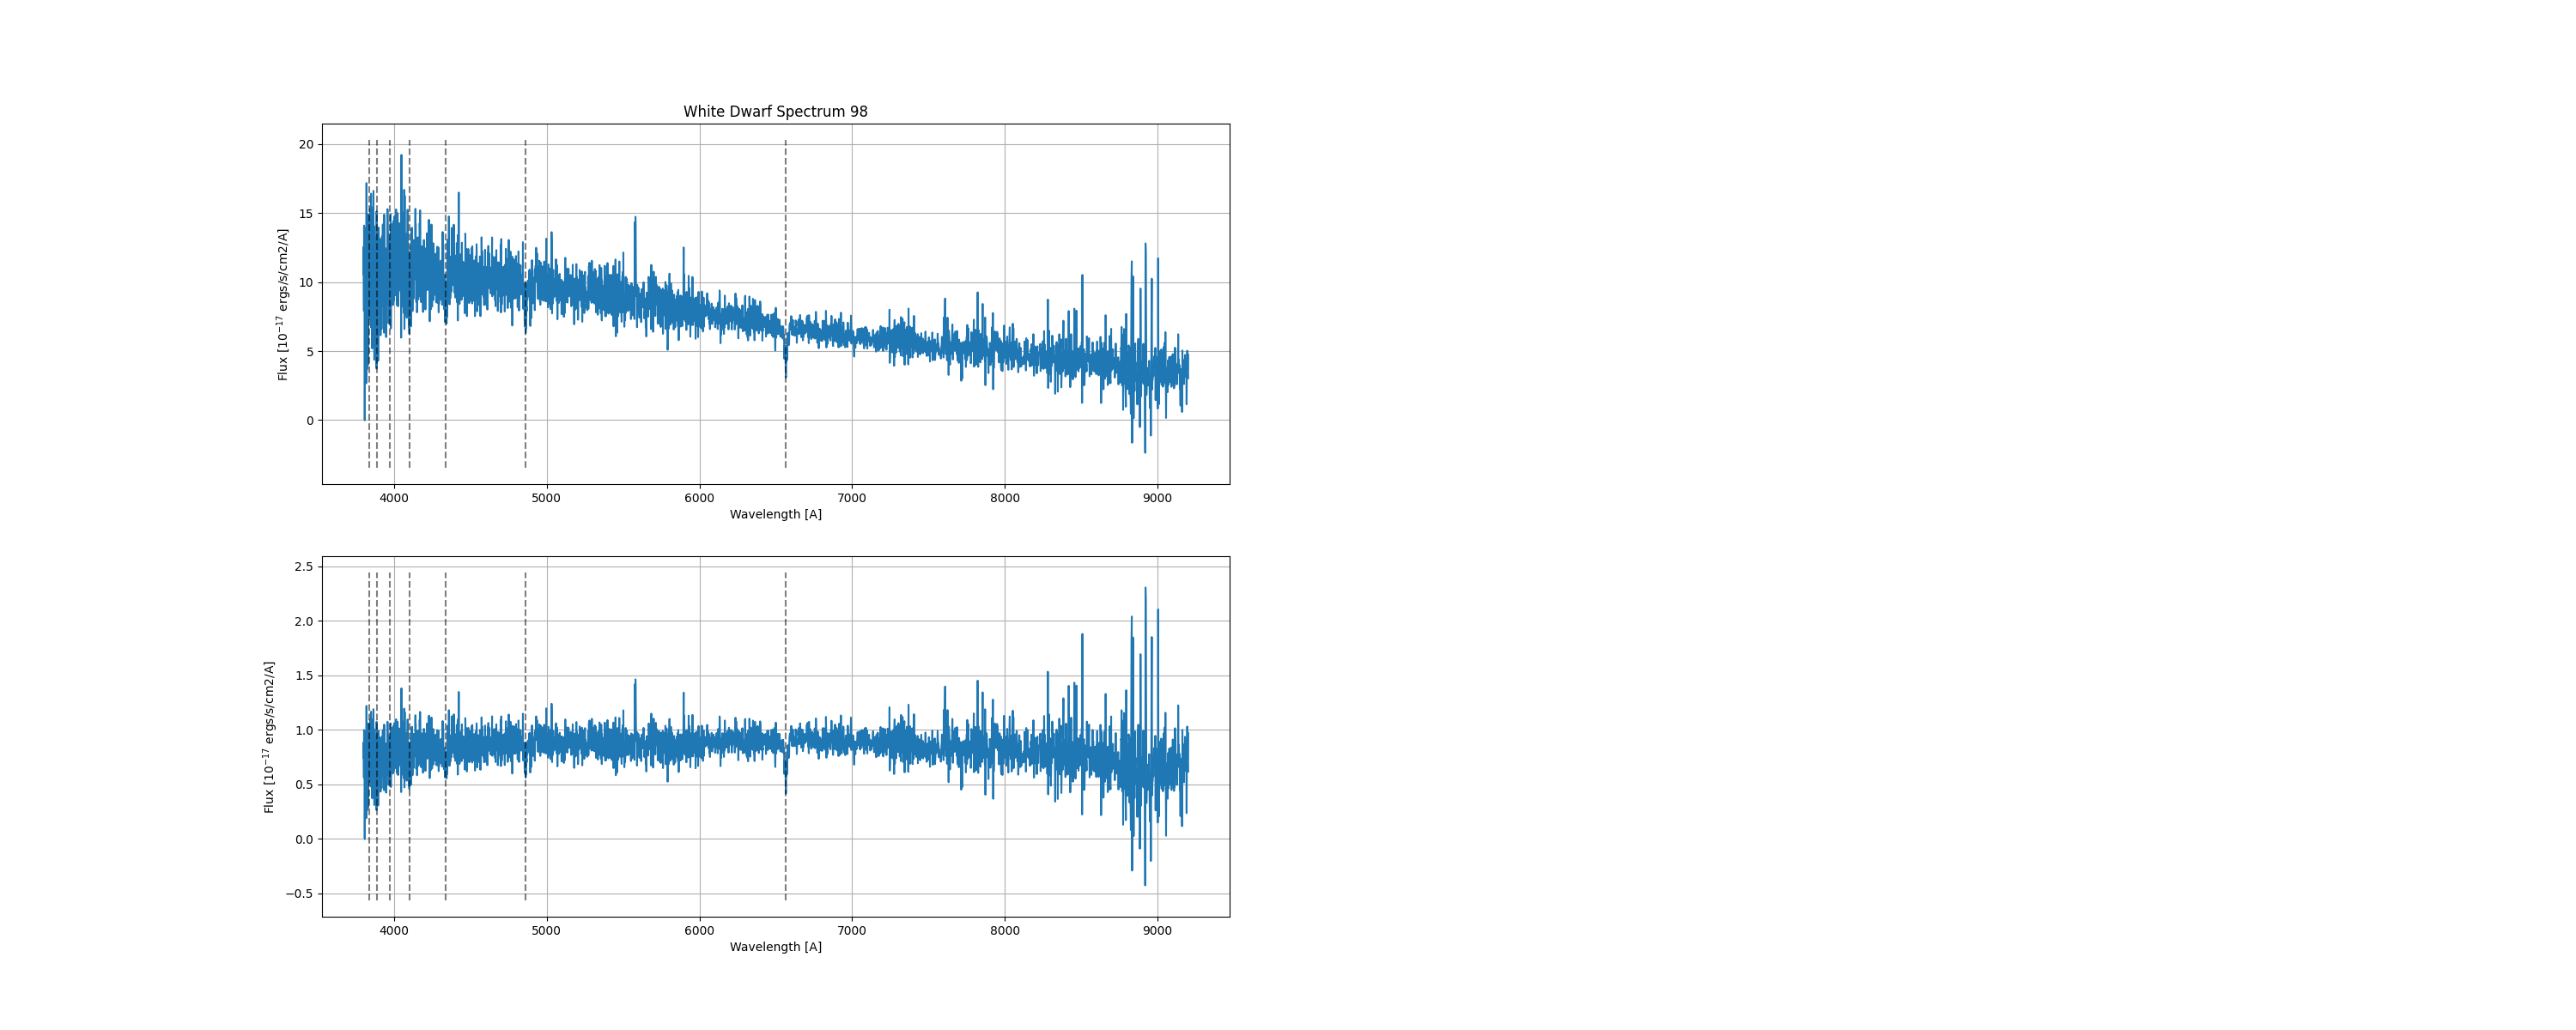 White Dwarf Spectrum 98
20
15
10
5
0
Flux [10⁻¹⁷ ergs/s/cm2/A]
4000 5000 6000 7000 8000 9000
Wavelength [A]
2.5
2.0
1.5
1.0
0.5
0.0
−0.5
Flux [10⁻¹⁷ ergs/s/cm2/A]
4000 5000 6000 7000 8000 9000
Wavelength [A]